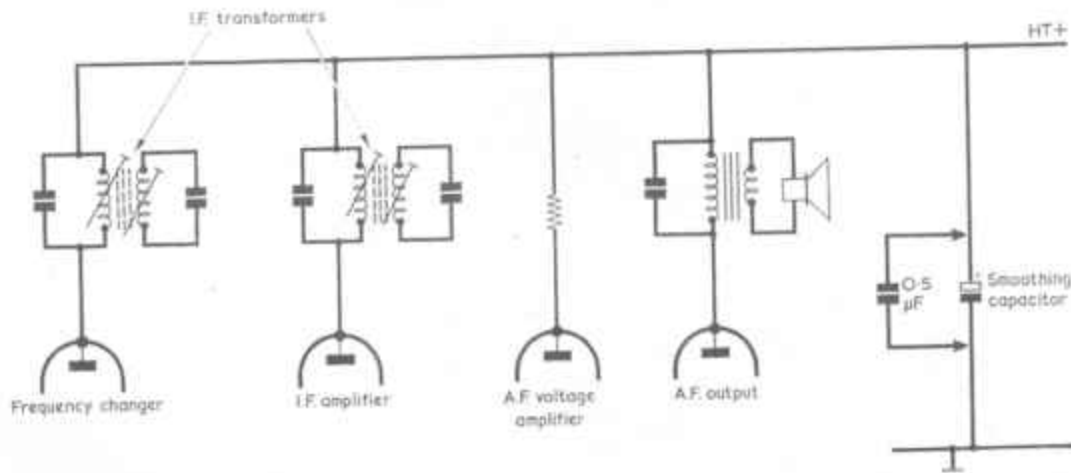 I.F. transformers
HT+
0·5
µF
Smoothing
capacitor
+
Frequency changer
I.F. amplifier
A.F. voltage
amplifier
A.F. output